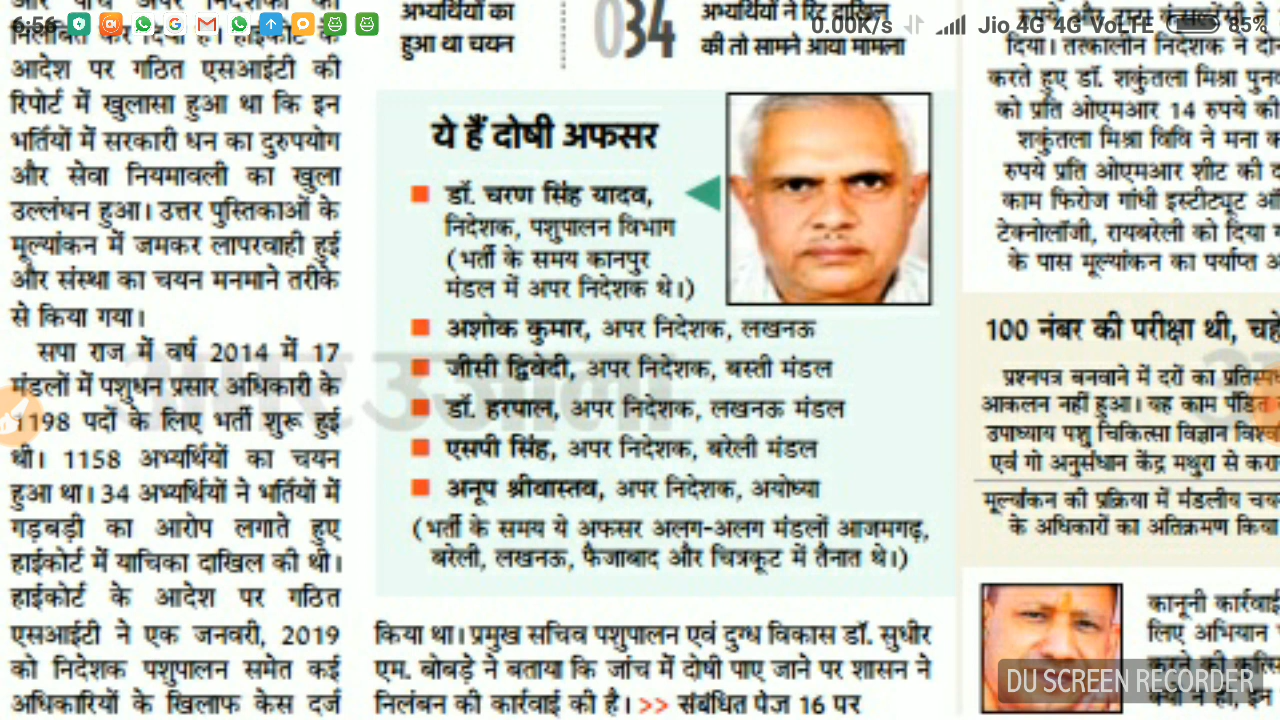 6:56
0.00K/s Jio 4G 4G VoLTE 85%
निलंबित कर दिया है। हाईकोर्ट के
आदेश पर गठित एसआईटी की
रिपोर्ट में खुलासा हुआ था कि इन
भर्तियों में सरकारी धन का दुरुपयोग
और सेवा नियमावली का खुला
उल्लंघन हुआ। उत्तर पुस्तिकाओं के
मूल्यांकन में जमकर लापरवाही हुई
और संस्था का चयन मनमाने तरीके
से किया गया।
सपा राज में वर्ष 2014 में 17
मंडलों में पशुधन प्रसार अधिकारी के
1198 पदों के लिए भर्ती शुरू हुई
थी। 1158 अभ्यर्थियों का चयन
हुआ था। 34 अभ्यर्थियों ने भर्तियों में
गड़बड़ी का आरोप लगाते हुए
हाईकोर्ट में याचिका दाखिल की थी।
हाईकोर्ट के आदेश पर गठित
एसआईटी ने एक जनवरी, 2019
को निदेशक पशुपालन समेत कई
अधिकारियों के खिलाफ केस दर्ज
अभ्यर्थियों का
हुआ था चयन
034
अभ्यर्थियों ने रिट दाखिल
की तो सामने आया मामला
ये हैं दोषी अफसर
डॉ. चरण सिंह यादव,
निदेशक, पशुपालन विभाग
(भर्ती के समय कानपुर
मंडल में अपर निदेशक थे।)
अशोक कुमार, अपर निदेशक, लखनऊ
जीसी द्विवेदी, अपर निदेशक, बस्ती मंडल
डॉ. हरपाल, अपर निदेशक, लखनऊ मंडल
एसपी सिंह, अपर निदेशक, बरेली मंडल
अनूप श्रीवास्तव, अपर निदेशक, अयोध्या
(भर्ती के समय ये अफसर अलग-अलग मंडलों आजमगढ़,
बरेली, लखनऊ, फैजाबाद और चित्रकूट में तैनात थे।)
अमर उजाला
किया था। प्रमुख सचिव पशुपालन एवं दुग्ध विकास डॉ. सुधीर
एम. बोबड़े ने बताया कि जांच में दोषी पाए जाने पर शासन ने
निलंबन की कार्रवाई की है। >> संबंधित पेज 16 पर
दिया। तत्कालीन निदेशक ने
करते हुए डॉ. शकुंतला मिश्रा
को प्रति ओएमआर 14 रुपये की
शकुंतला मिश्रा विवि ने मना
रुपये प्रति ओएमआर शीट की
काम फिरोज गांधी इंस्टीट्यूट
टेक्नोलॉजी, रायबरेली को दिया
के पास मूल्यांकन का पर्याप्त
100 नंबर की परीक्षा थी,
प्रश्नपत्र बनवाने में दरों का
आकलन नहीं हुआ। वह काम पंडित
उपाध्याय पशु चिकित्सा विज्ञान
एवं गो अनुसंधान केंद्र मथुरा से
मूल्यांकन की प्रक्रिया में मंडलीय
के अधिकारों का अतिक्रमण किया
कानूनी कार्रवाई
लिए अभियान
DU SCREEN RECORDER